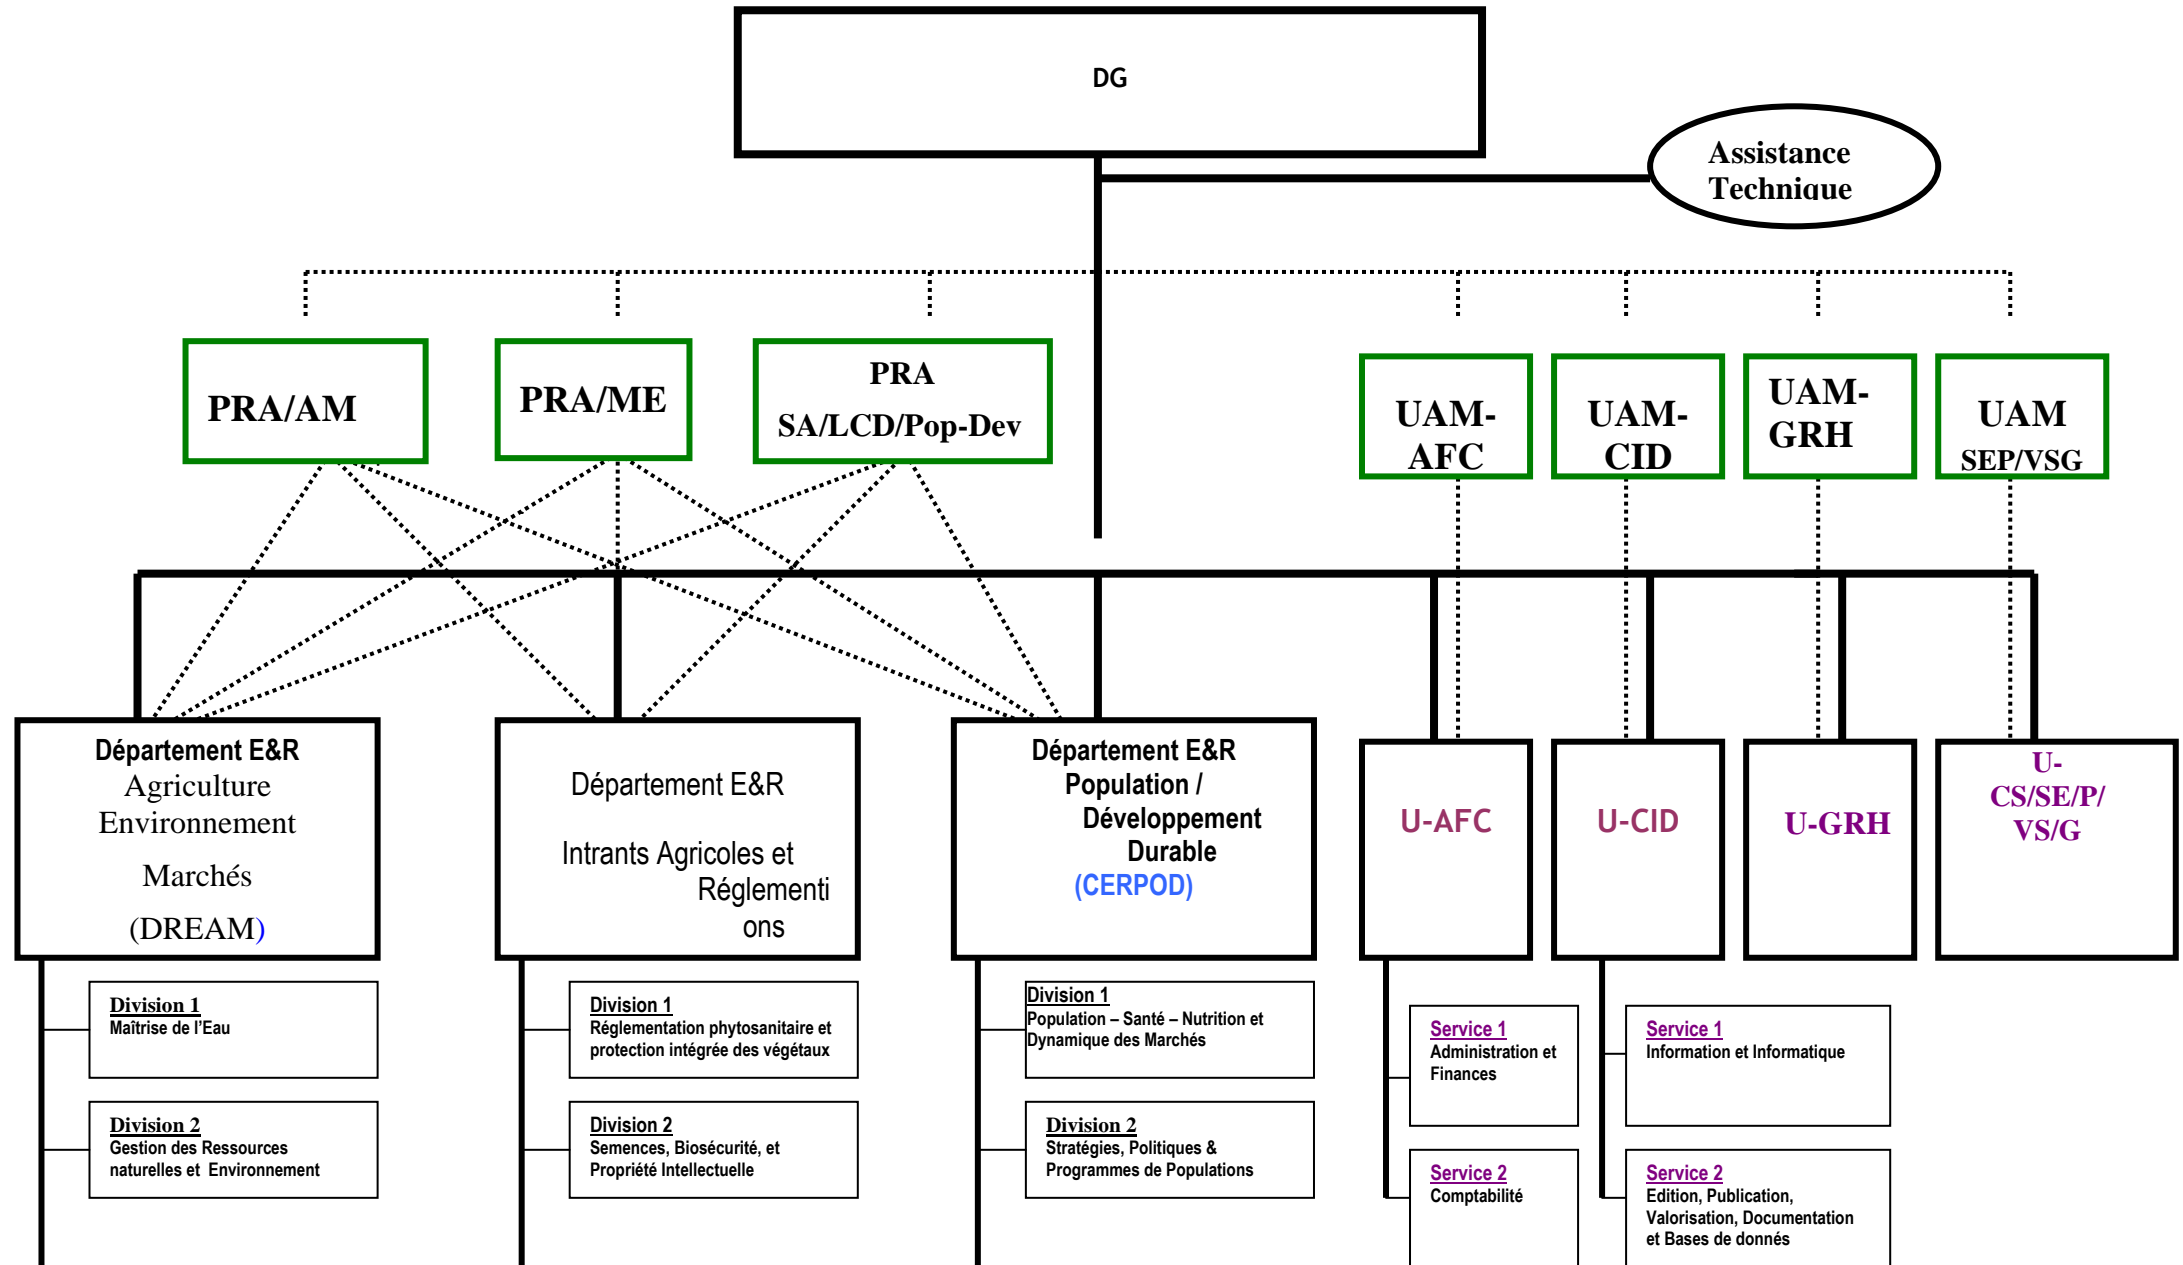 DG
Assistance
Technique
PRA/AM
PRA/ME
PRA
SA/LCD/Pop-Dev
UAM-
AFC
UAM-
CID
UAM-
GRH
UAM
SEP/VSG
Département E&R
Agriculture
Environnement
Marchés
(DREAM)
Département E&R
Intrants Agricoles et
Réglementi
ons
Département E&R
Population /
Développement
Durable
(CERPOD)
U-AFC
U-CID
U-GRH
U-
CS/SE/P/
VS/G
Division 1
Maîtrise de l’Eau
Division 2
Gestion des Ressources
naturelles et Environnement
Division 1
Réglementation phytosanitaire et
protection intégrée des végétaux
Division 2
Semences, Biosécurité, et
Propriété Intellectuelle
Division 1
Population – Santé – Nutrition et
Dynamique des Marchés
Division 2
Stratégies, Politiques &
Programmes de Populations
Service 1
Administration et
Finances
Service 2
Comptabilité
Service 1
Information et Informatique
Service 2
Edition, Publication,
Valorisation, Documentation
et Bases de donnés